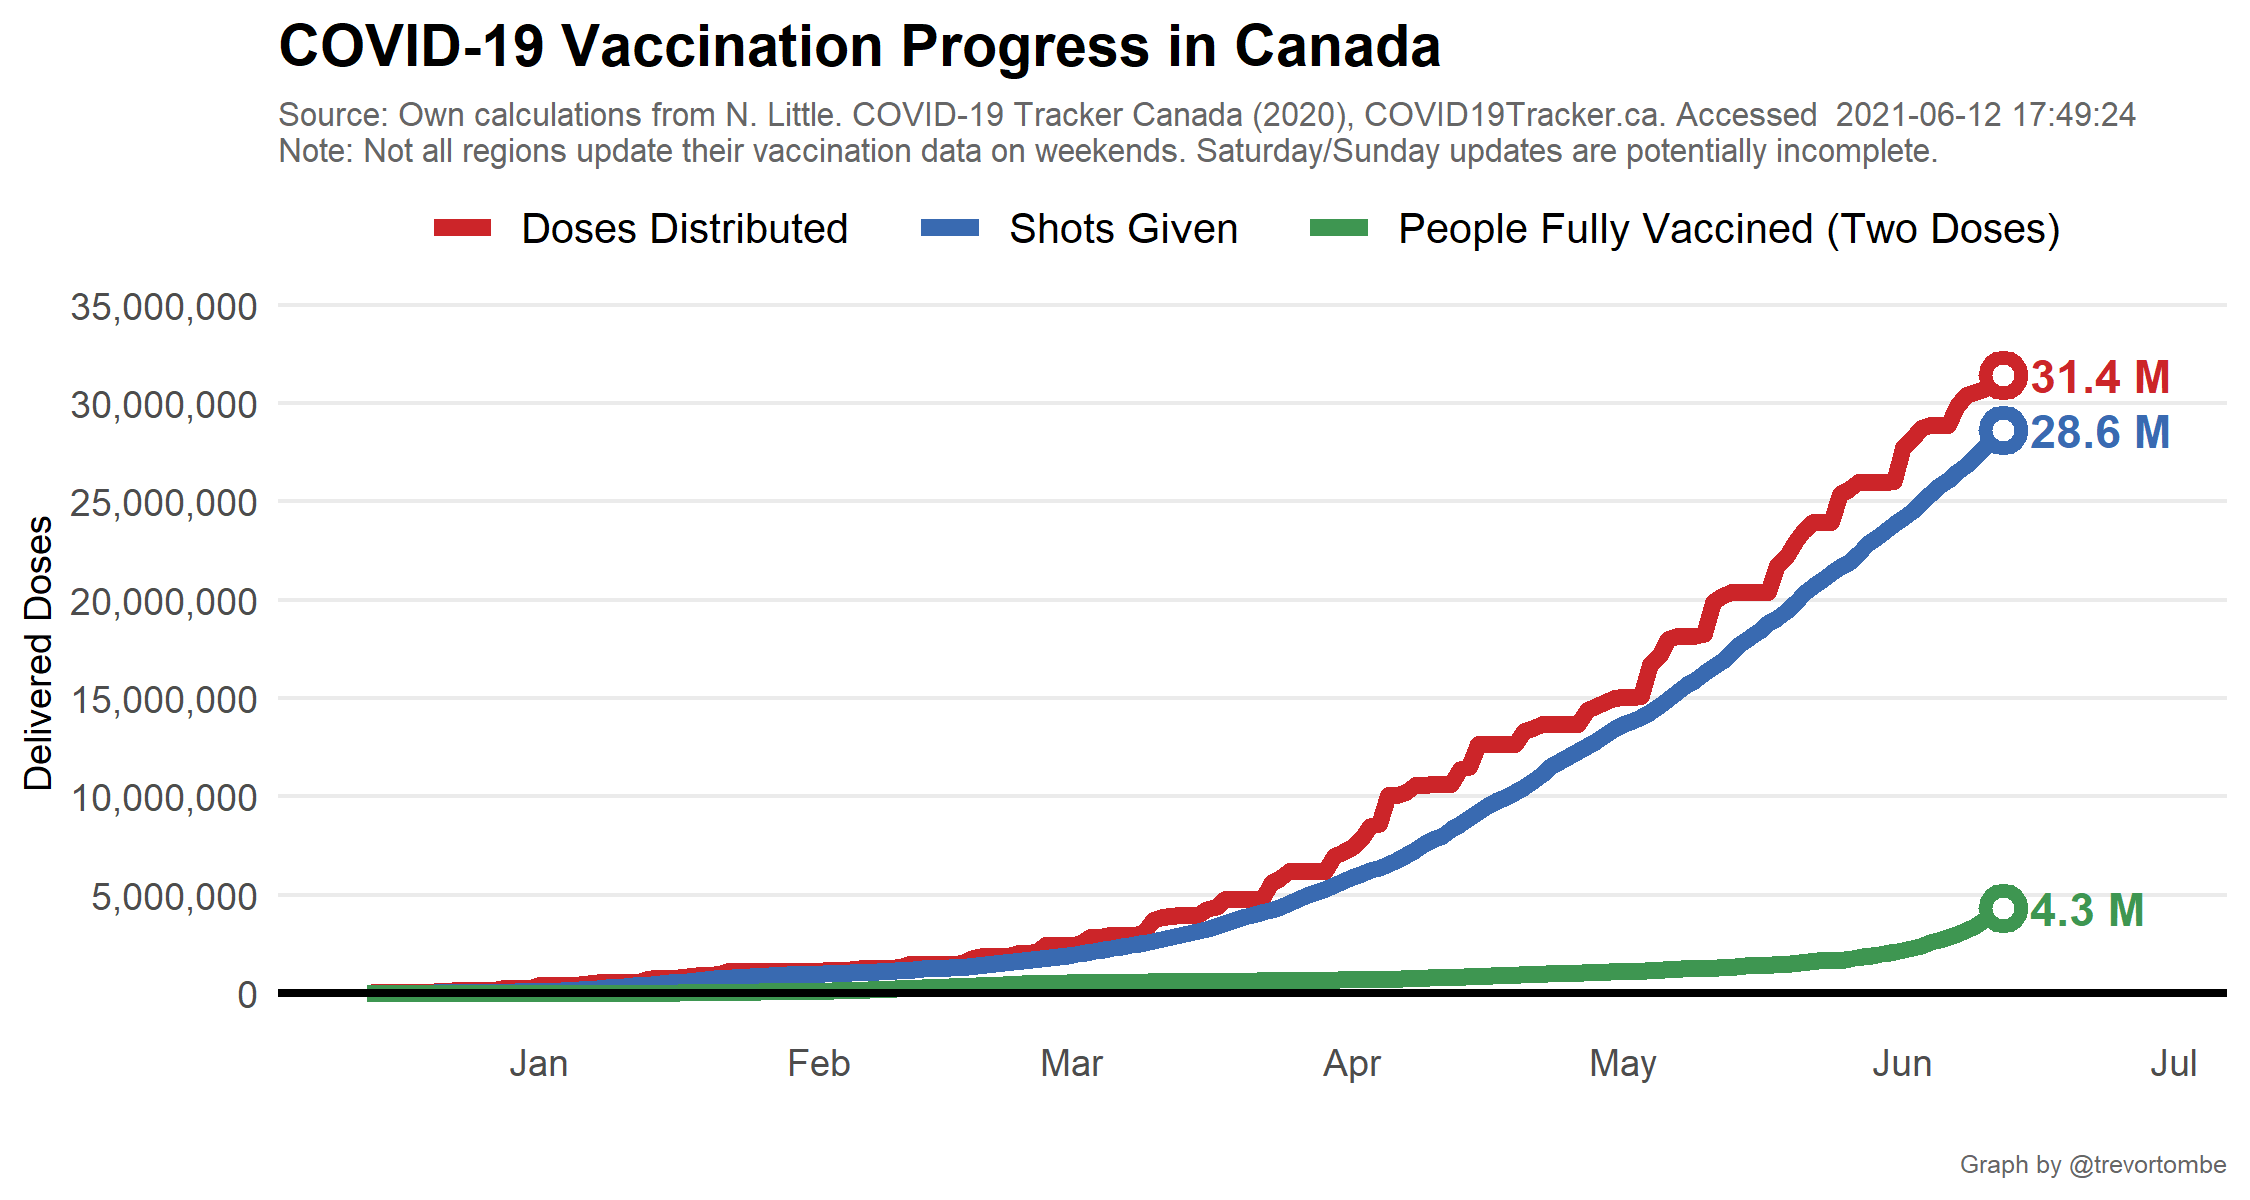 COVID-19 Vaccination Progress in Canada
Source: Own calculations from N. Little. COVID-19 Tracker Canada (2020), COVID19Tracker.ca. Accessed  2021-06-12 17:49:24
Note: Not all regions update their vaccination data on weekends. Saturday/Sunday updates are potentially incomplete.
Doses Distributed
Shots Given
People Fully Vaccined (Two Doses)
Delivered Doses
35,000,000
30,000,000
25,000,000
20,000,000
15,000,000
10,000,000
5,000,000
0
31.4 M
28.6 M
4.3 M
Jan
Feb
Mar
Apr
May
Jun
Jul
Graph by @trevortombe